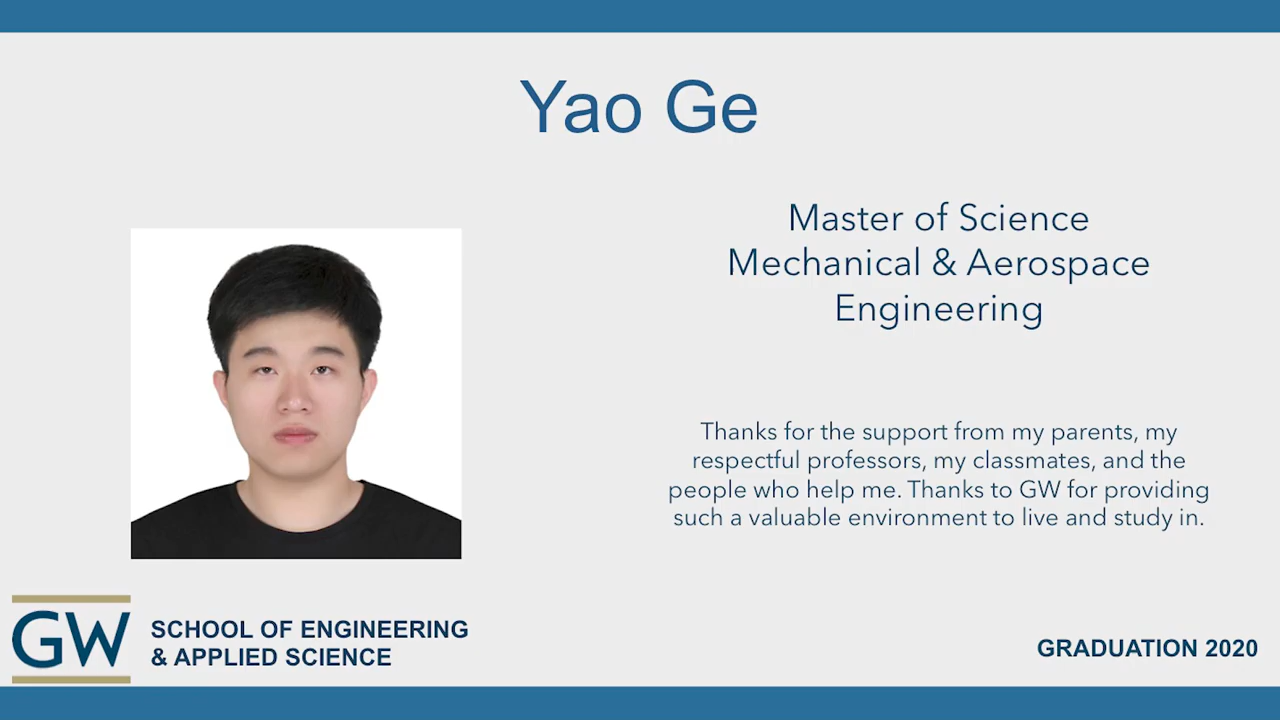 Yao Ge
Master of Science
Mechanical & Aerospace
Engineering
Thanks for the support from my parents, my
respectful professors, my classmates, and the
people who help me. Thanks to GW for providing
such a valuable environment to live and study in.
GW
SCHOOL OF ENGINEERING
& APPLIED SCIENCE
GRADUATION 2020